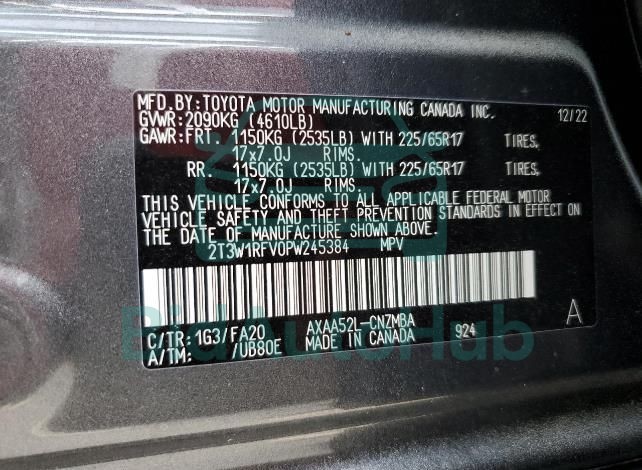 MFD.BY:TOYOTA MOTOR MANUFACTURING CANADA INC. 12/22
GVWR:2090KG (4610LB)
GAWR:FRT. 1150KG (2535LB) WITH 225/65R17 TIRES,
17x7.0J RIMS.
RR. 1150KG (2535LB) WITH 225/65R17 TIRES,
17x7.0J RIMS.
THIS VEHICLE CONFORMS TO ALL APPLICABLE FEDERAL MOTOR
VEHICLE SAFETY AND THEFT PREVENTION STANDARDS IN EFFECT ON
THE DATE OF MANUFACTURE SHOWN ABOVE.
2T3W1RFV0PW245384 MPV
C/TR: 1G3/FA20 AXAA52L-CNZMBA 924 A
A/TM: /UB80E MADE IN CANADA
BidAutoHub